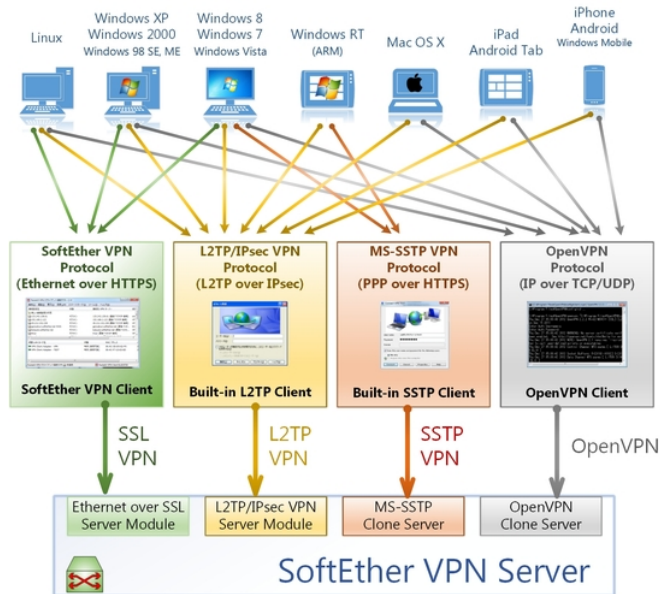 Linux
Windows XP
Windows 2000
Windows 98 SE, ME
Windows 8
Windows 7
Windows Vista
Windows RT
(ARM)
Mac OS X
iPad
Android Tab
iPhone
Android
Windows Mobile
SoftEther VPN
Protocol
(Ethernet over HTTPS)
SoftEther VPN Client
L2TP/IPsec VPN
Protocol
(L2TP over IPsec)
Built-in L2TP Client
MS-SSTP VPN
Protocol
(PPP over HTTPS)
Built-in SSTP Client
OpenVPN
Protocol
(IP over TCP/UDP)
OpenVPN Client
SSL
VPN
L2TP
VPN
SSTP
VPN
OpenVPN
Ethernet over SSL
Server Module
L2TP/IPsec VPN
Server Module
MS-SSTP
Clone Server
OpenVPN
Clone Server
SoftEther VPN Server